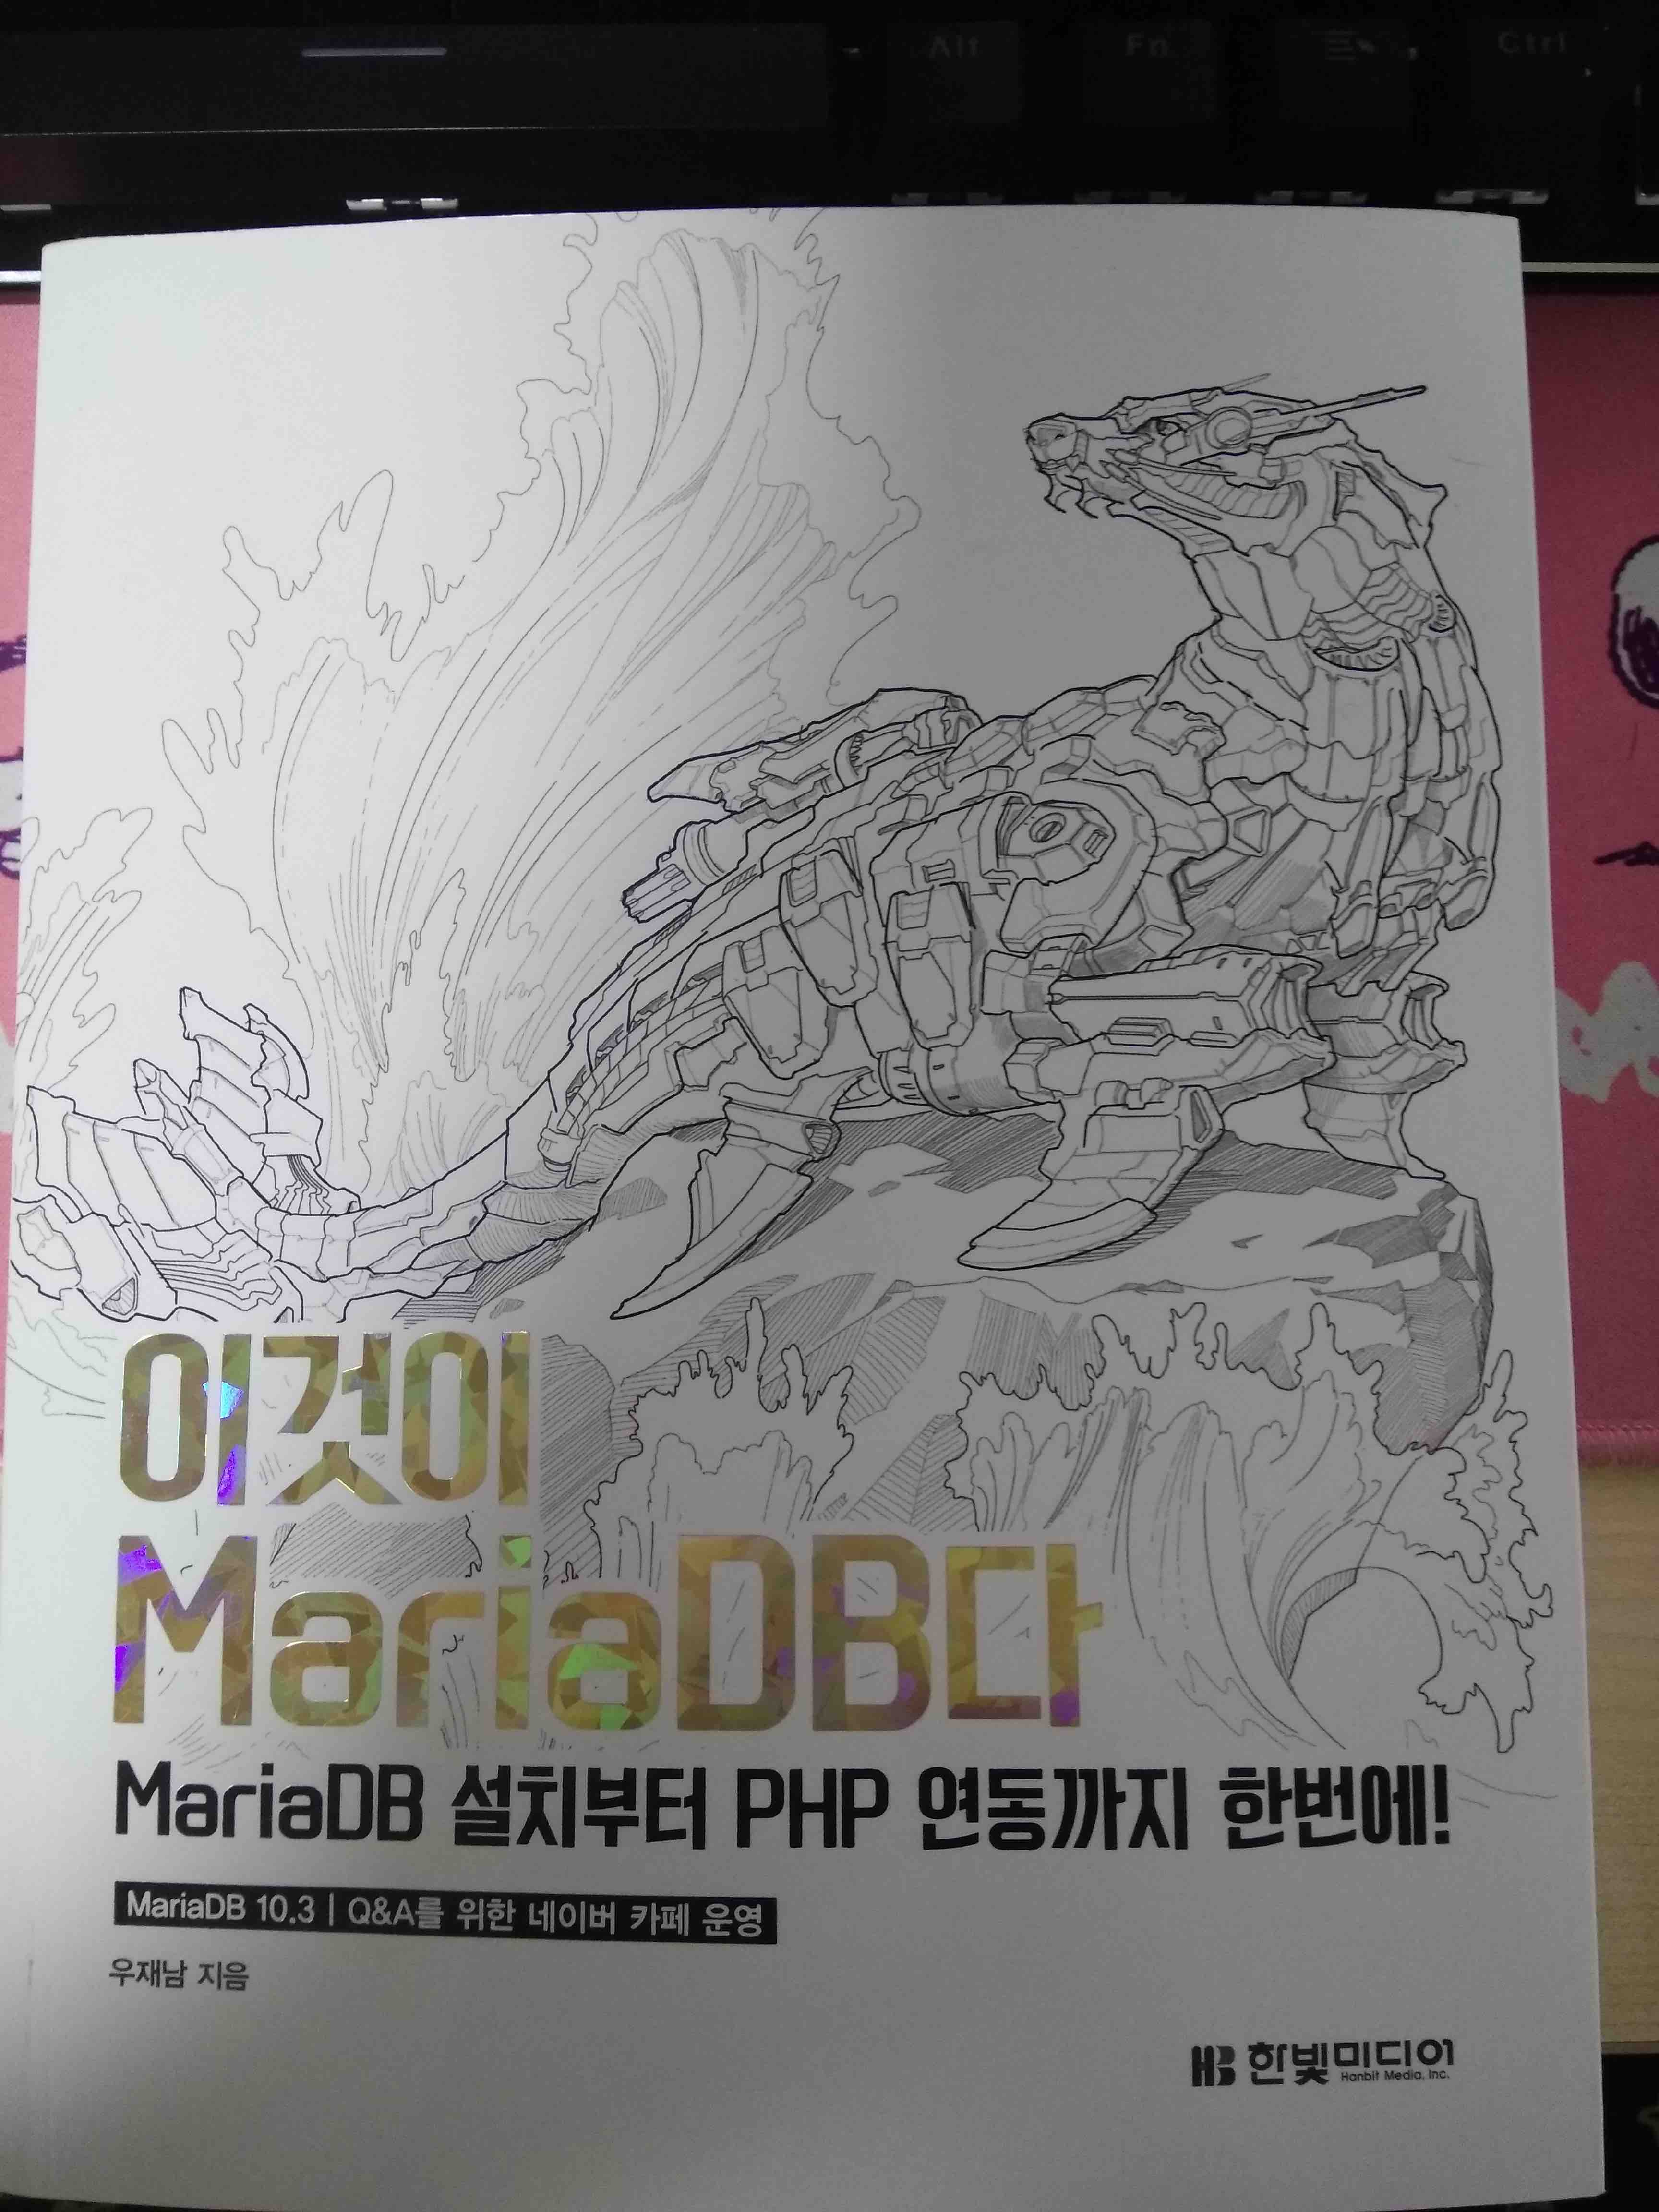 Alt Fn Ctrl
이것이
MariaDB다
MariaDB 설치부터 PHP 연동까지 한번에!
MariaDB 10.3 | Q&A를 위한 네이버 카페 운영
우재남 지음
HB 한빛미디어
Hanbit Media, Inc.